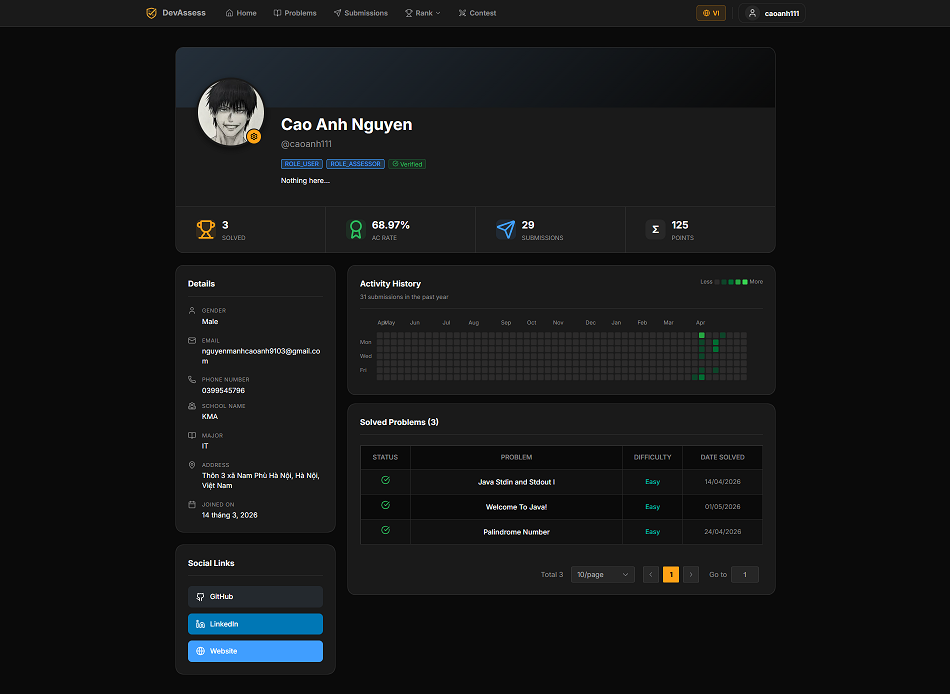 DevAssess Home Problems Submissions Rank Contest VI caoanh111
Cao Anh Nguyen
@caoanh111
ROLE_USER ROLE_ASSESSOR Verified
Nothing here...
3
SOLVED
68.97%
AC RATE
29
SUBMISSIONS
Σ
125
POINTS
Details
GENDER
Male
EMAIL
nguyenmanhcaoanh9103@gmail.co
m
PHONE NUMBER
0399545796
SCHOOL NAME
KMA
MAJOR
IT
ADDRESS
Thôn 3 xã Nam Phù Hà Nội, Hà Nội,
Việt Nam
JOINED ON
14 tháng 3, 2026
Social Links
GitHub
LinkedIn
Website
Activity History
Less More
31 submissions in the past year
May Jun Jul Aug Sep Oct Nov Dec Jan Feb Mar Apr
Mon
Wed
Fri
Solved Problems (3)
STATUS PROBLEM DIFFICULTY DATE SOLVED
Java Stdin and Stdout I Easy 14/04/2026
Welcome To Java! Easy 01/05/2026
Palindrome Number Easy 24/04/2026
Total 3 10/page 1 Go to 1